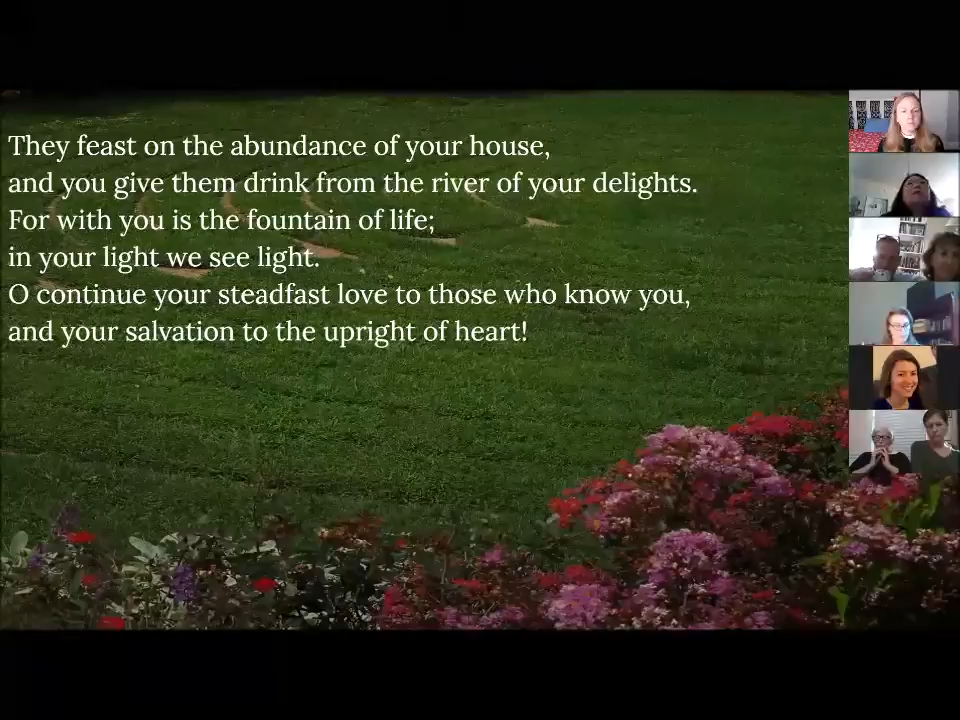 They feast on the abundance of your house,
and you give them drink from the river of your delights.
For with you is the fountain of life;
in your light we see light.
O continue your steadfast love to those who know you,
and your salvation to the upright of heart!